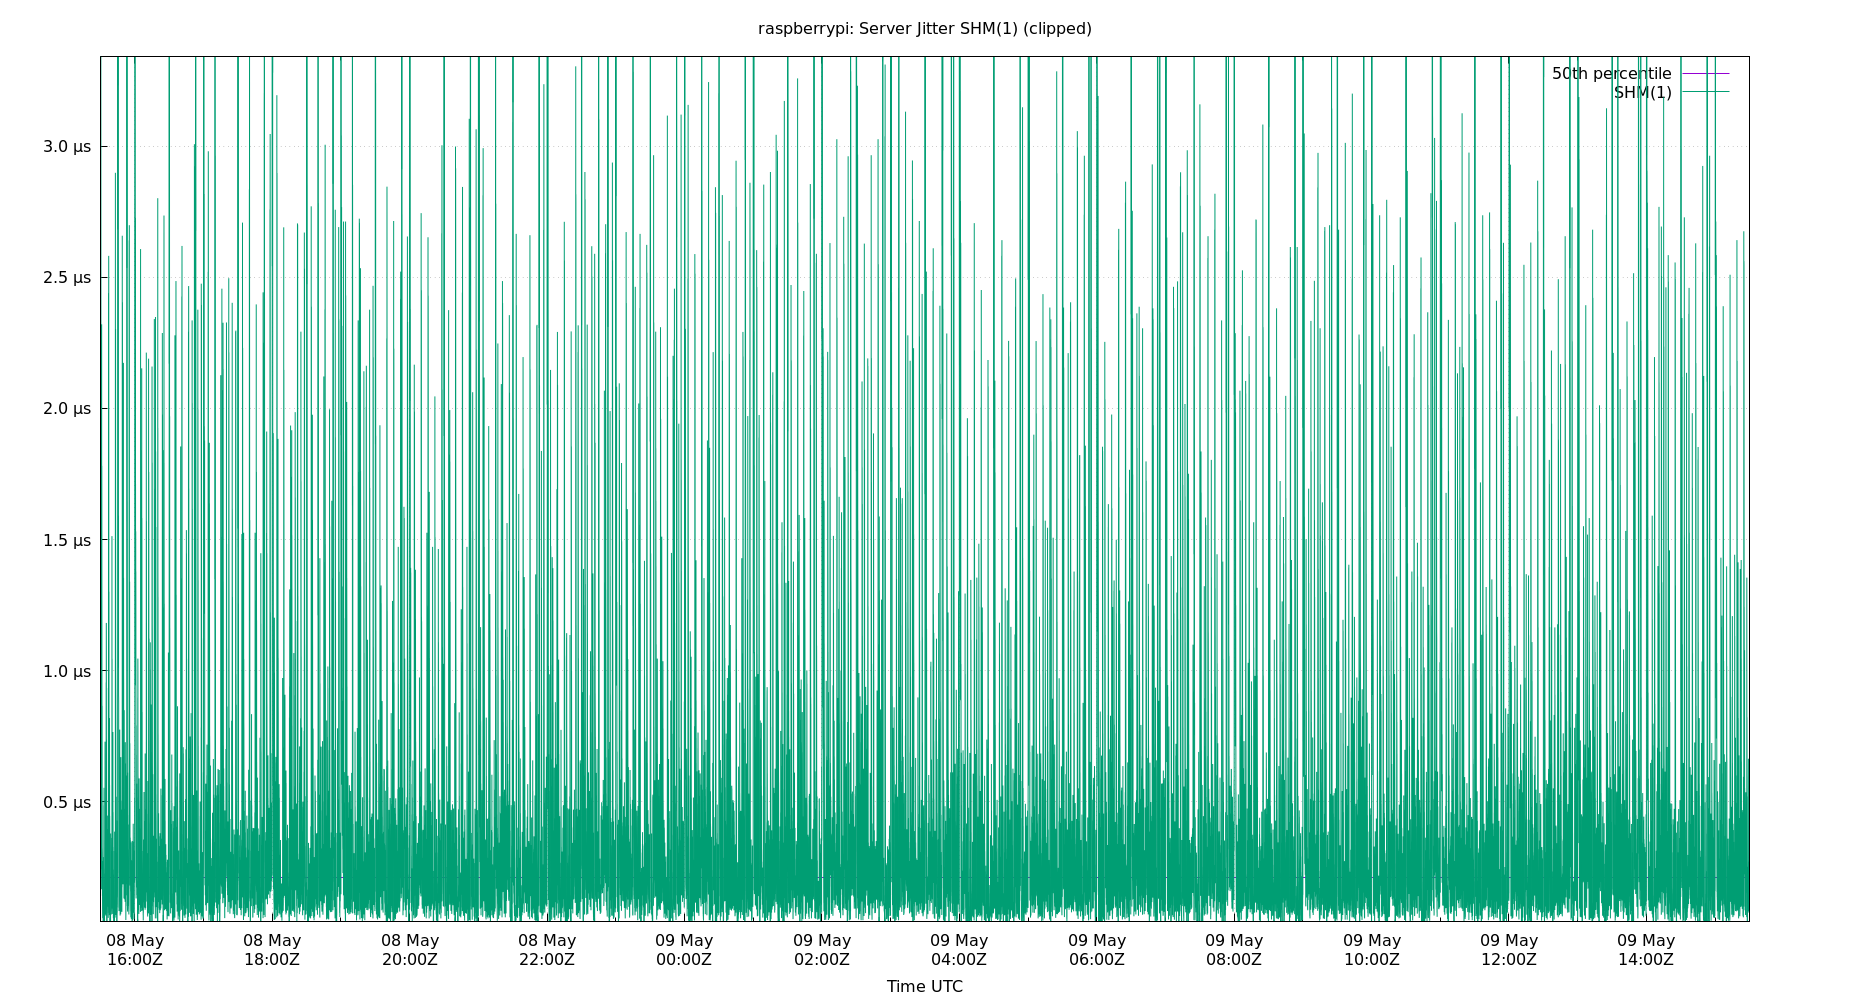 raspberrypi: Server Jitter SHM(1) (clipped)
50th percentile
SHM(1)
3.0 µs
2.5 µs
2.0 µs
1.5 µs
1.0 µs
0.5 µs
08 May 08 May 08 May 08 May 09 May 09 May 09 May 09 May 09 May 09 May 09 May 09 May
16:00Z 18:00Z 20:00Z 22:00Z 00:00Z 02:00Z 04:00Z 06:00Z 08:00Z 10:00Z 12:00Z 14:00Z
Time UTC